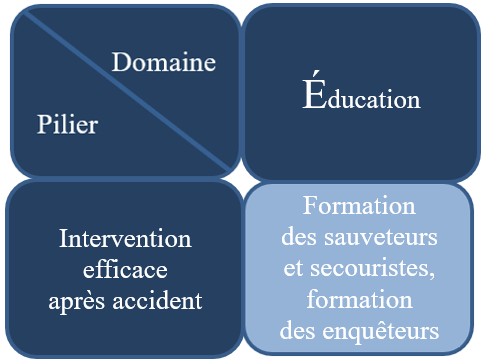 Domaine
Pilier
Éducation
Intervention
efficace
après accident
Formation
des sauveteurs
et secouristes,
formation
des enquêteurs